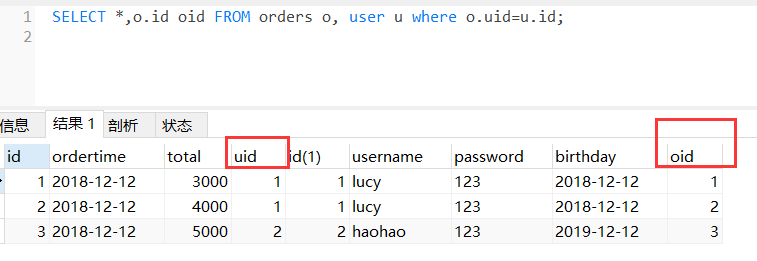 1 SELECT *,o.id oid FROM orders o, user u where o.uid=u.id;
2
信息 结果 1 剖析 状态
id ordertime total uid id(1) username password birthday oid
1 2018-12-12 3000 1 1 lucy 123 2018-12-12 1
2 2018-12-12 4000 1 1 lucy 123 2018-12-12 2
3 2018-12-12 5000 2 2 haohao 123 2019-12-12 3